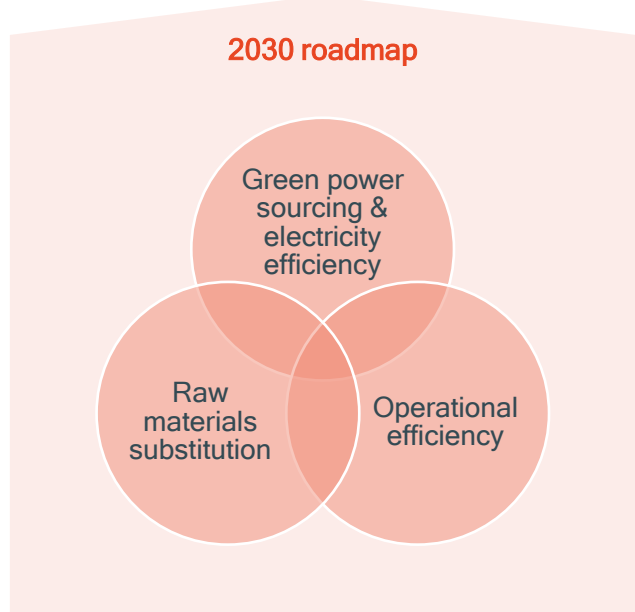 2030 roadmap
Green power
sourcing &
electricity
efficiency
Raw
materials
substitution
Operational
efficiency